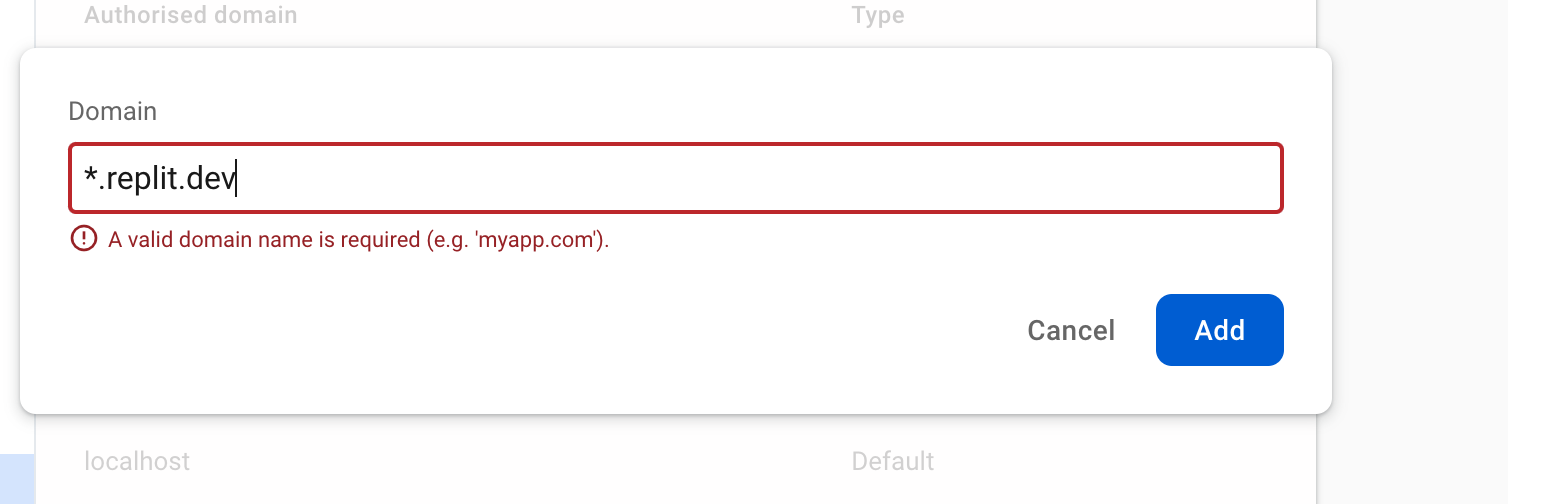 Authorised domain Type
Domain
*.replit.dev
A valid domain name is required (e.g. 'myapp.com').
Cancel Add
localhost Default